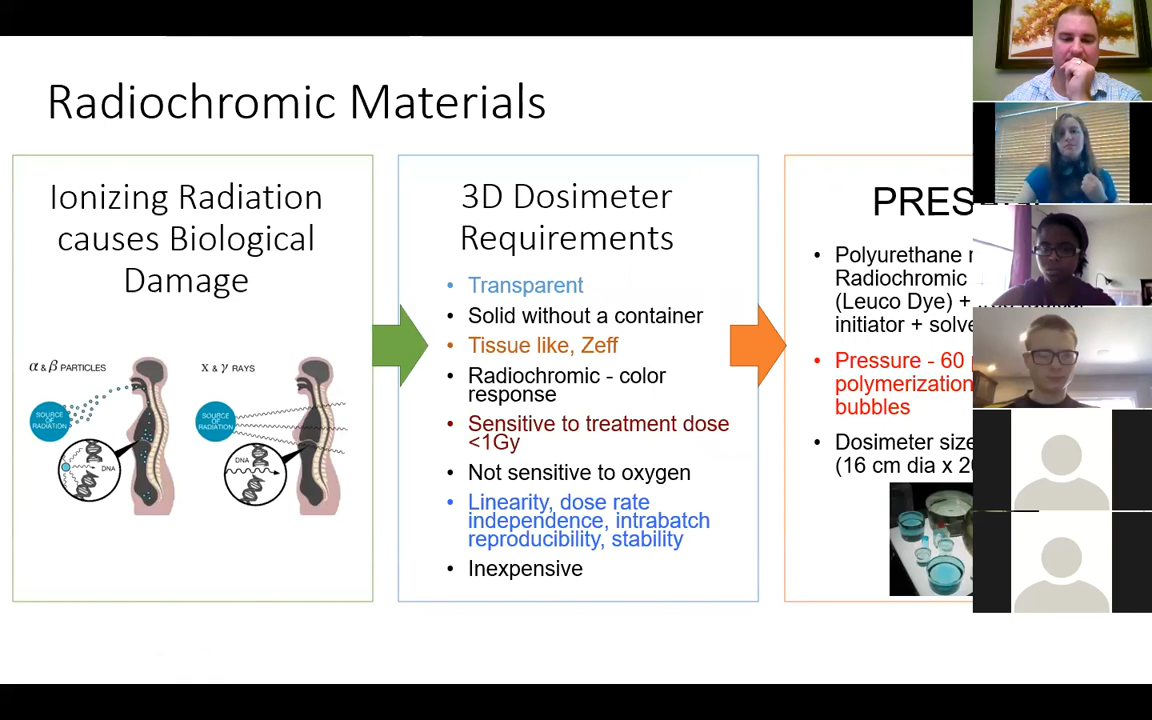 Radiochromic Materials
Ionizing Radiation
causes Biological
Damage
α & β PARTICLES
SOURCE
OF
RADIATION
DNA
X & γ RAYS
SOURCE
OF
RADIATION
DNA
3D Dosimeter
Requirements
• Transparent
• Solid without a container
• Tissue like, Zeff
• Radiochromic - color
response
• Sensitive to treatment dose
<1Gy
• Not sensitive to oxygen
• Linearity, dose rate
independence, intrabatch
reproducibility, stability
• Inexpensive
PRES
• Polyurethane
Radiochromic
(Leuco Dye) +
initiator +
• Pressure - 60
polymerization
bubbles
• Dosimeter size
(16 cm dia x